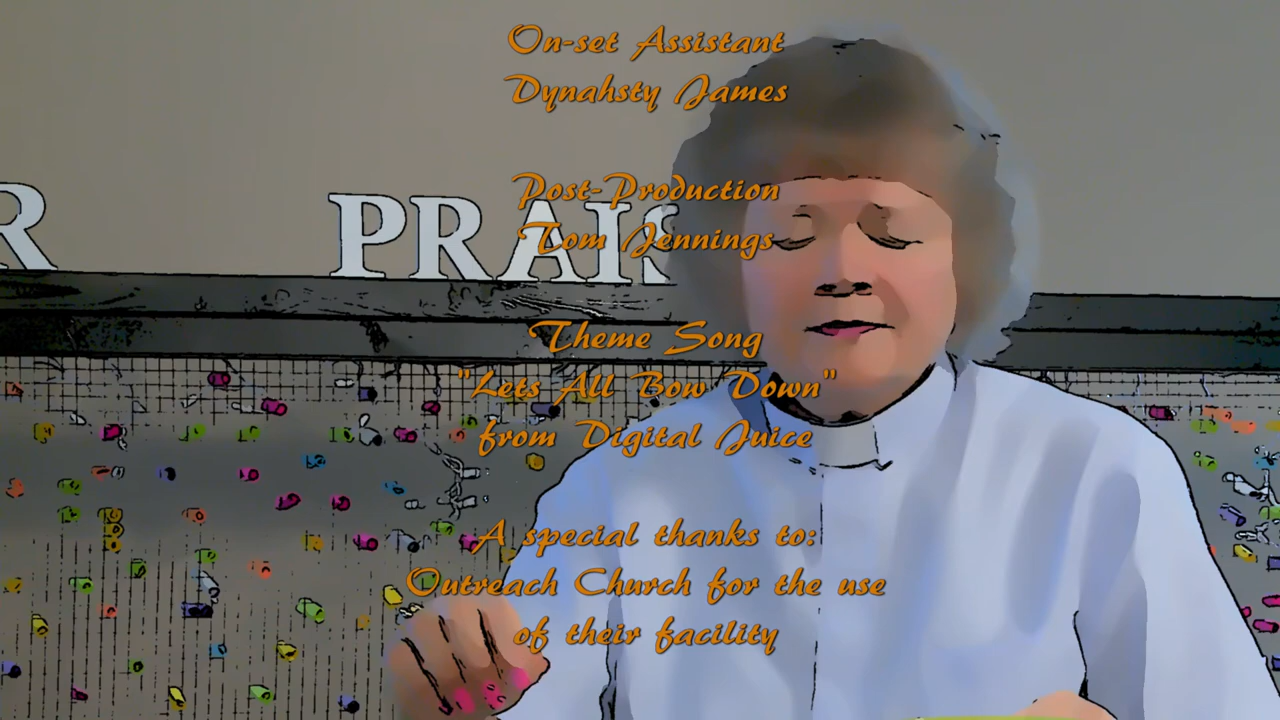 On-set Assistant
Dynahsty James
Post-Production
Tom Jennings
Theme Song
"Lets All Bow Down"
from Digital Juice
A special thanks to:
Outreach Church for the use
of their facility
R PRAIS